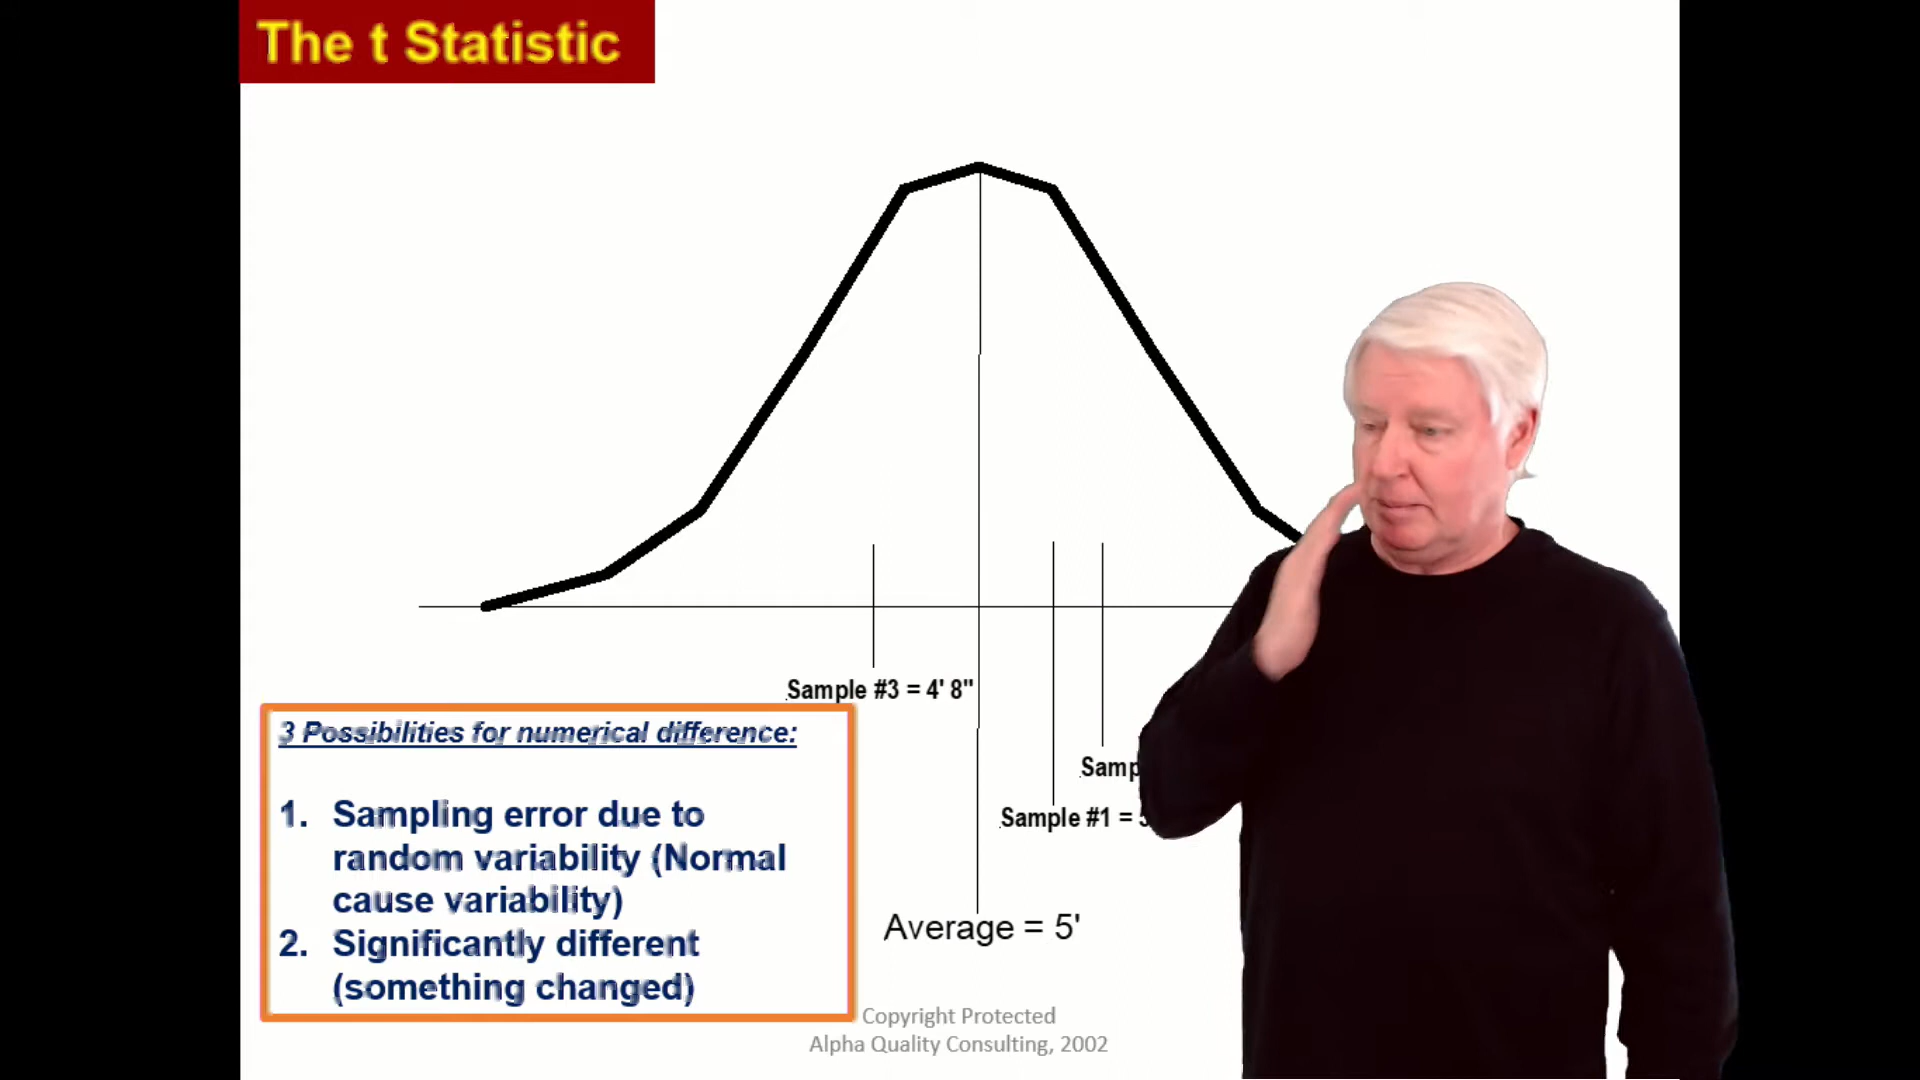 The t Statistic
Sample #3 = 4' 8"
3 Possibilities for numerical difference:
Sample #1 =
1. Sampling error due to
random variability (Normal
cause variability)
2. Significantly different
(something changed)
Average = 5'
Copyright Protected
Alpha Quality Consulting, 2002